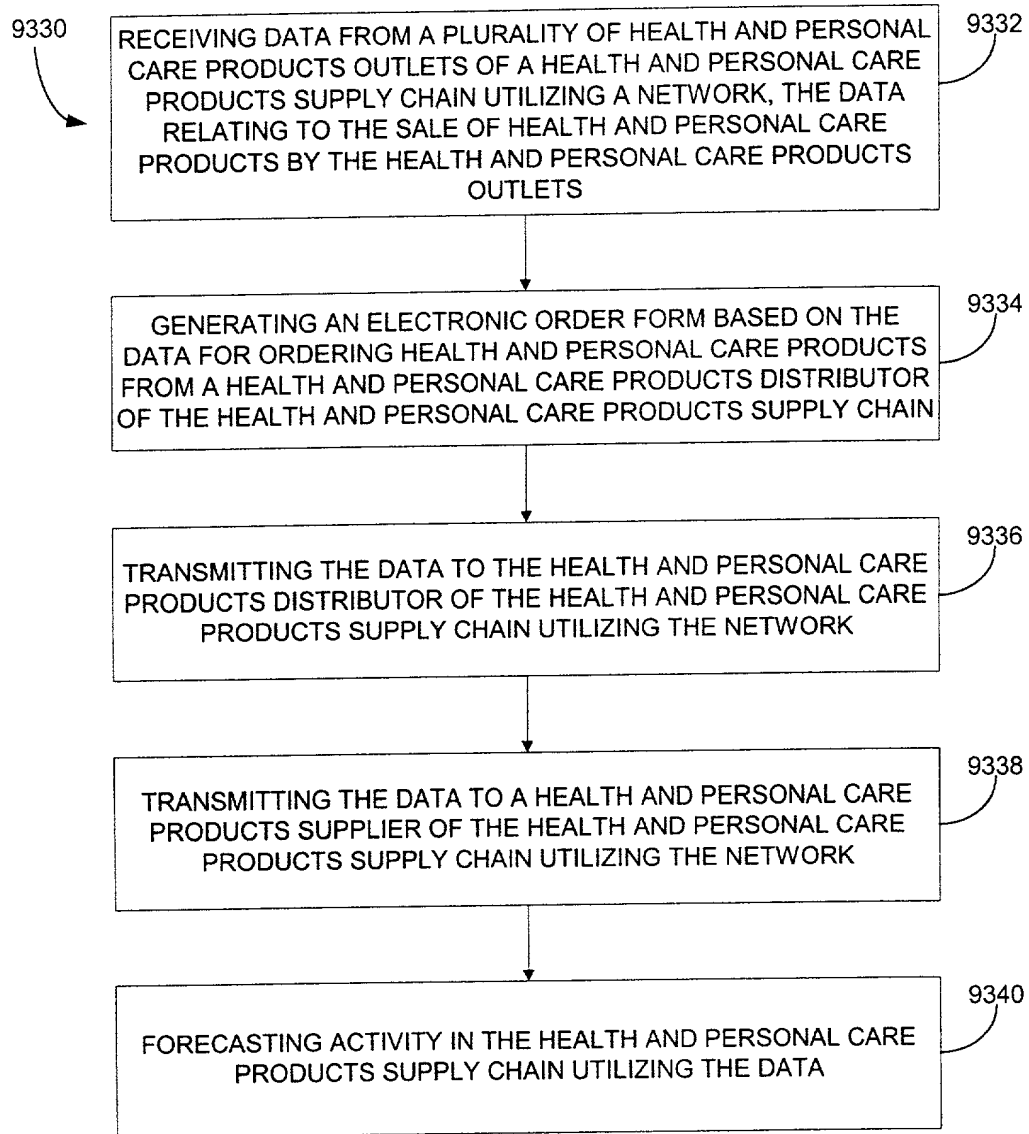 9330
RECEIVING DATA FROM A PLURALITY OF HEALTH AND PERSONAL
CARE PRODUCTS OUTLETS OF A HEALTH AND PERSONAL CARE
PRODUCTS SUPPLY CHAIN UTILIZING A NETWORK, THE DATA
RELATING TO THE SALE OF HEALTH AND PERSONAL CARE
PRODUCTS BY THE HEALTH AND PERSONAL CARE PRODUCTS
OUTLETS
9332
GENERATING AN ELECTRONIC ORDER FORM BASED ON THE
DATA FOR ORDERING HEALTH AND PERSONAL CARE PRODUCTS
FROM A HEALTH AND PERSONAL CARE PRODUCTS DISTRIBUTOR
OF THE HEALTH AND PERSONAL CARE PRODUCTS SUPPLY CHAIN
9334
TRANSMITTING THE DATA TO THE HEALTH AND PERSONAL CARE
PRODUCTS DISTRIBUTOR OF THE HEALTH AND PERSONAL CARE
PRODUCTS SUPPLY CHAIN UTILIZING THE NETWORK
9336
TRANSMITTING THE DATA TO A HEALTH AND PERSONAL CARE
PRODUCTS SUPPLIER OF THE HEALTH AND PERSONAL CARE
PRODUCTS SUPPLY CHAIN UTILIZING THE NETWORK
9338
FORECASTING ACTIVITY IN THE HEALTH AND PERSONAL CARE
PRODUCTS SUPPLY CHAIN UTILIZING THE DATA
9340